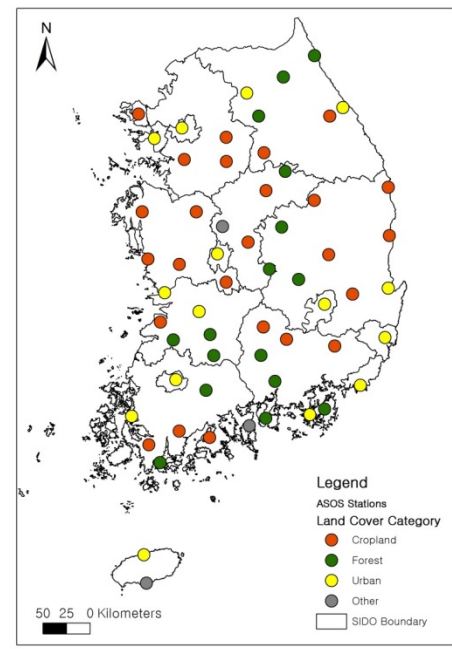 N
Legend
ASOS Stations
Land Cover Category
Cropland
Forest
Urban
Other
SIDO Boundary
50 25 0 Kilometers